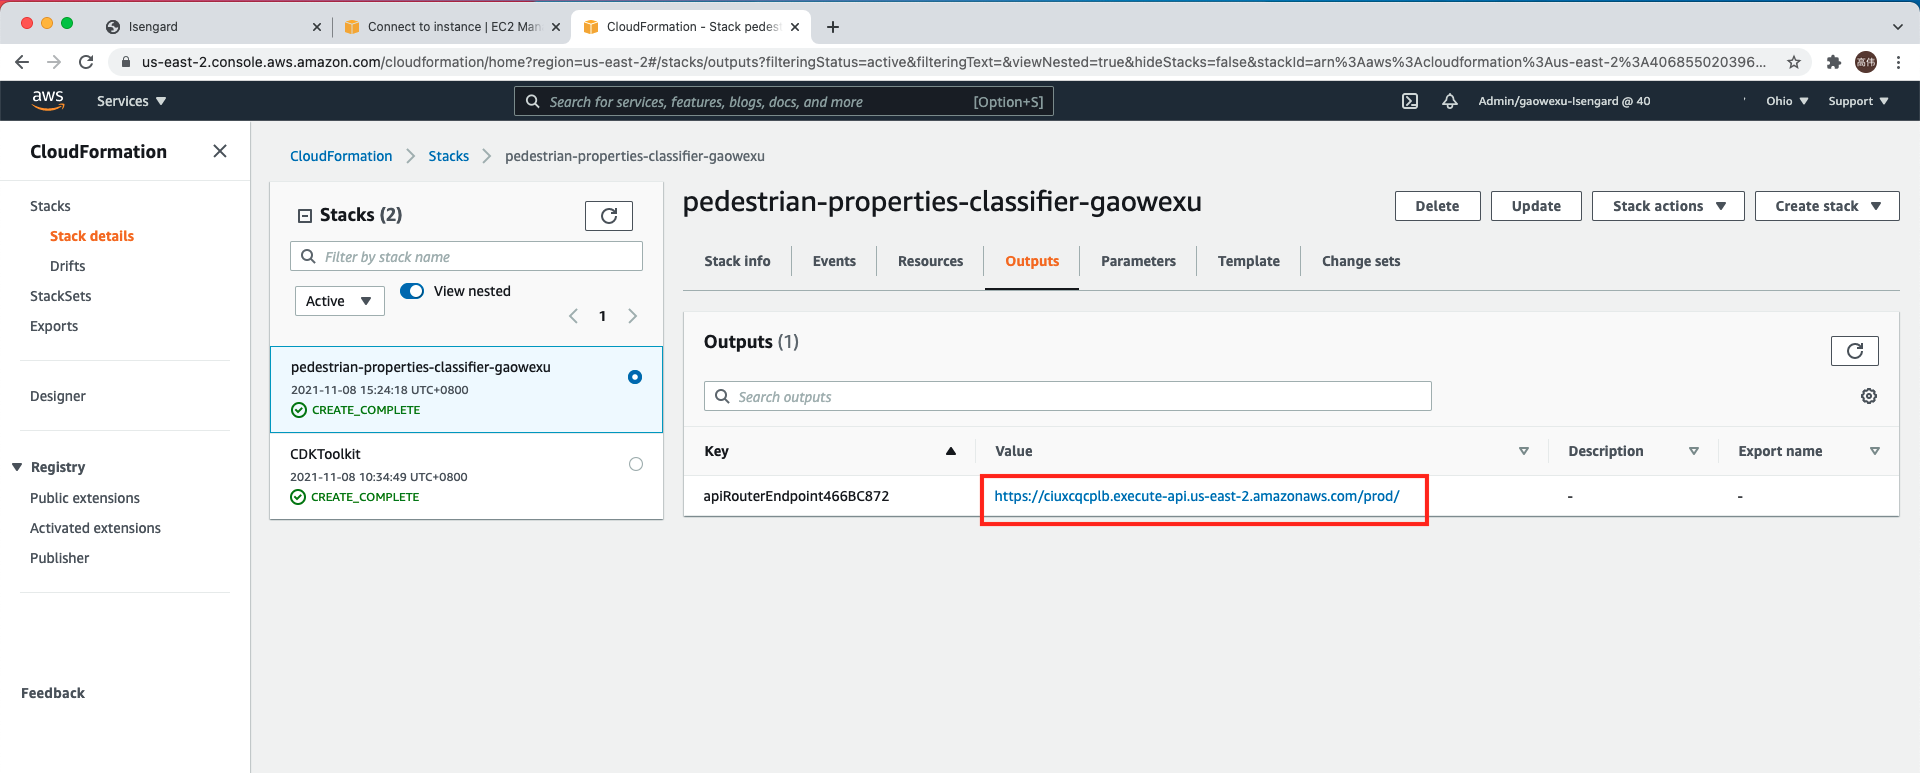 Isengard
Connect to instance | EC2 Man
CloudFormation - Stack pedest
us-east-2.console.aws.amazon.com/cloudformation/home?region=us-east-2#/stacks/outputs?filteringStatus=active&filteringText=&viewNested=true&hideStacks=false&stackId=arn%3Aaws%3Acloudformation%3Aus-east-2%3A406855020396...
高伟
aws
Services
Search for services, features, blogs, docs, and more
[Option+S]
Admin/gaowexu-Isengard @ 40
Ohio
Support
CloudFormation
Stacks
Stack details
Drifts
StackSets
Exports
Designer
Registry
Public extensions
Activated extensions
Publisher
Feedback
CloudFormation
Stacks
pedestrian-properties-classifier-gaowexu
Stacks (2)
Filter by stack name
Active
View nested
1
pedestrian-properties-classifier-gaowexu
2021-11-08 15:24:18 UTC+0800
CREATE_COMPLETE
CDKToolkit
2021-11-08 10:34:49 UTC+0800
CREATE_COMPLETE
pedestrian-properties-classifier-gaowexu
Delete
Update
Stack actions
Create stack
Stack info
Events
Resources
Outputs
Parameters
Template
Change sets
Outputs (1)
Search outputs
Key
Value
Description
Export name
apiRouterEndpoint466BC872
https://ciuxcqcplb.execute-api.us-east-2.amazonaws.com/prod/
-
-